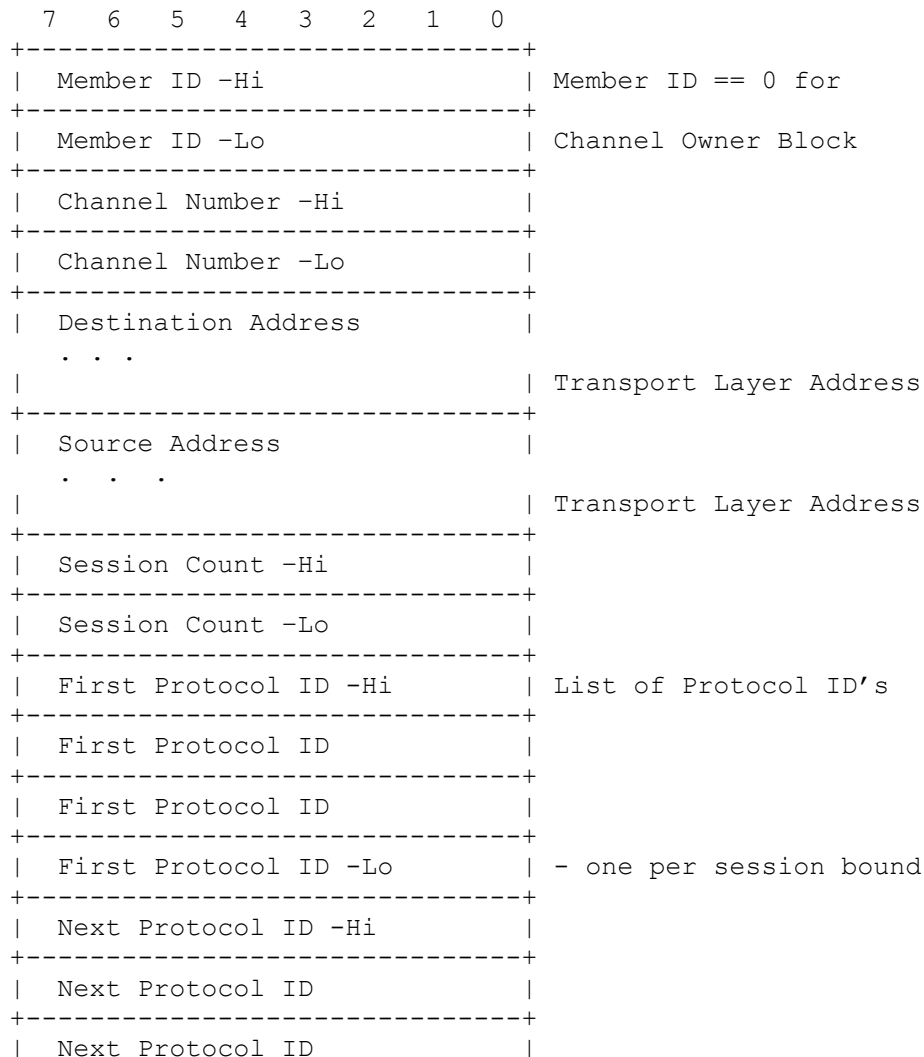 7 6 5 4 3 2 1 0
+-------------------------------+
| Member ID –Hi | Member ID == 0 for
+-------------------------------+
| Member ID –Lo | Channel Owner Block
+-------------------------------+
| Channel Number –Hi |
+-------------------------------+
| Channel Number –Lo |
+-------------------------------+
| Destination Address |
. . .
| | Transport Layer Address
+-------------------------------+
| Source Address |
. . .
| | Transport Layer Address
+-------------------------------+
| Session Count –Hi |
+-------------------------------+
| Session Count –Lo |
+-------------------------------+
| First Protocol ID -Hi | List of Protocol ID’s
+-------------------------------+
| First Protocol ID |
+-------------------------------+
| First Protocol ID |
+-------------------------------+
| First Protocol ID -Lo | - one per session bound
+-------------------------------+
| Next Protocol ID -Hi |
+-------------------------------+
| Next Protocol ID |
+-------------------------------+
| Next Protocol ID |